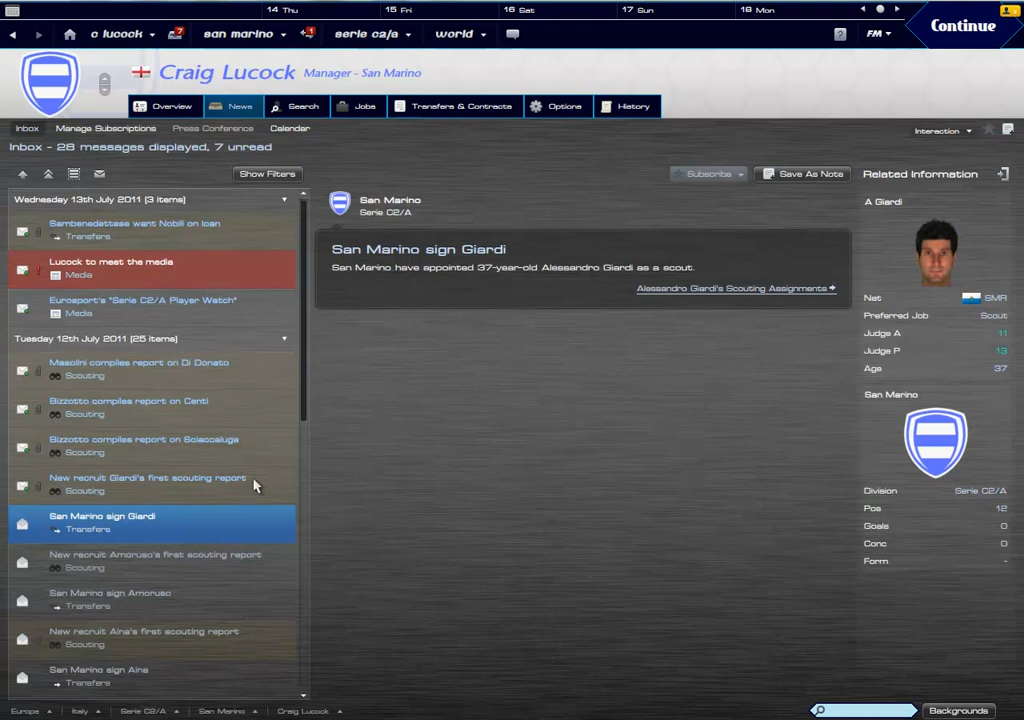 14 Thu 15 Fri 16 Sat 17 Sun 18 Mon
c lucock 7 san marino 1 serie c2/a world ? FM Continue
Craig Lucock Manager - San Marino
Overview News Search Jobs Transfers & Contracts Options History
Inbox Manage Subscriptions Press Conference Calendar Interaction
Inbox - 28 messages displayed, 7 unread
Show Filters Subscribe Save As Note Related Information
Wednesday 13th July 2011 (3 items)
Sambenedettese want Nobili on loan
Transfers
Lucock to meet the media
Media
Eurosport's "Serie C2/A Player Watch"
Media
Tuesday 12th July 2011 (25 items)
Masolini compiles report on Di Donato
Scouting
Bizzotto compiles report on Centi
Scouting
Bizzotto compiles report on Sciaccaluga
Scouting
New recruit Giardi's first scouting report
Scouting
San Marino sign Giardi
Transfers
New recruit Amoruso's first scouting report
Scouting
San Marino sign Amoruso
Transfers
New recruit Aina's first scouting report
Scouting
San Marino sign Aina
Transfers
San Marino
Serie C2/A
San Marino sign Giardi
San Marino have appointed 37-year-old Alessandro Giardi as a scout.
Alessandro Giardi's Scouting Assignments
A Giardi
Nat SMR
Preferred Job Scout
Judge A 11
Judge P 13
Age 37
San Marino
Division Serie C2/A
Pos 12
Goals 0
Conc 0
Form -
Europe Italy Serie C2/A San Marino Craig Lucock Backgrounds